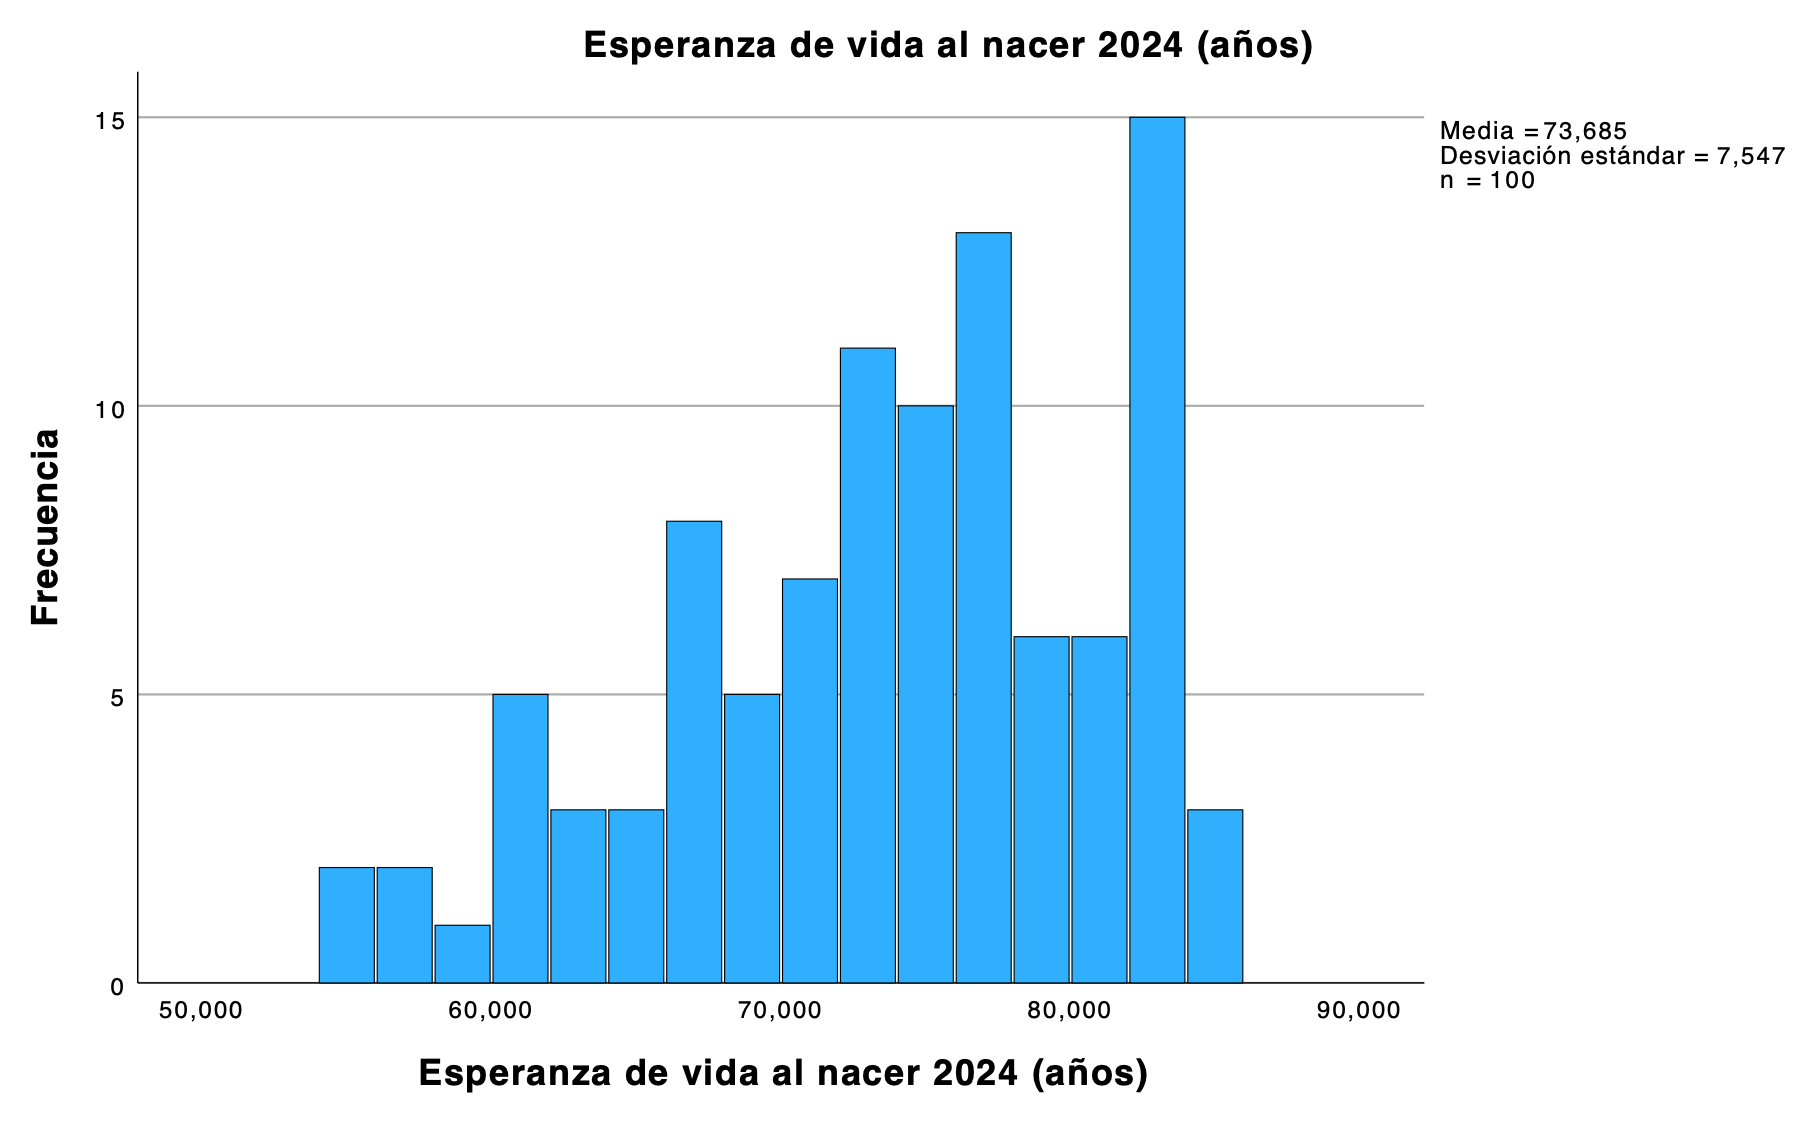 Esperanza de vida al nacer 2024 (años)
15
10
5
0
Frecuencia
50,000
60,000
70,000
80,000
90,000
Esperanza de vida al nacer 2024 (años)
Media = 73,685
Desviación estándar = 7,547
n = 100